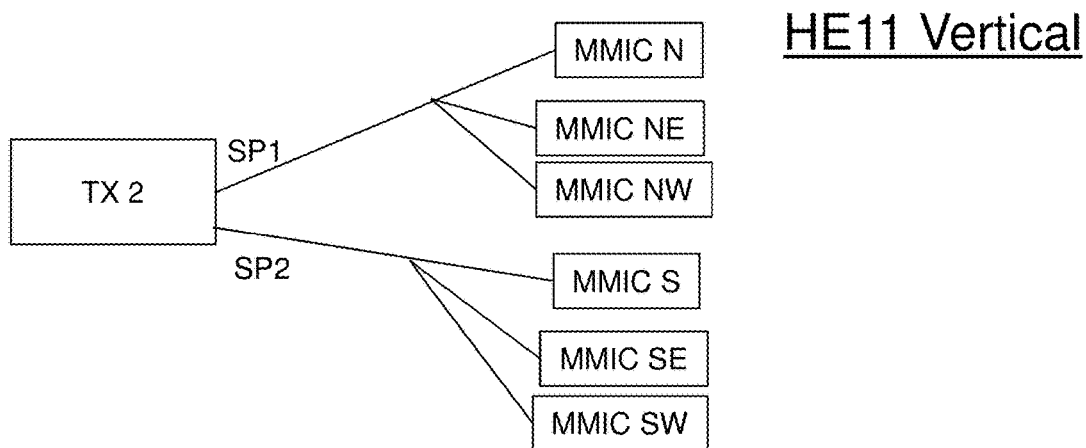 HE11 Vertical
MMIC N
MMIC NE
SP1
TX 2
MMIC NW
SP2
MMIC S
MMIC SE
MMIC SW